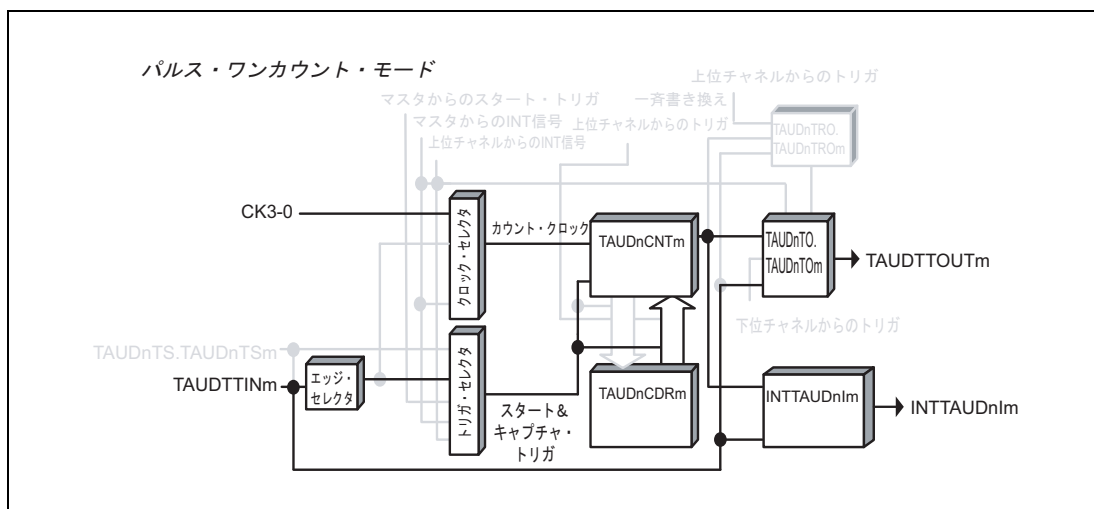 パルス・ワンカウント・モード
上位チャネルからのトリガ
マスタからのスタート・トリガ
一斉書き換え
マスタからのINT信号
上位チャネルからのトリガ
上位チャネルからのINT信号
TAUDnTRO.
TAUDnTROm
CK3-0
クロック・セレクタ
カウント・クロック
TAUDnCNTm
TAUDnTO.
TAUDnTOm
TAUDTTOUTm
下位チャネルからのトリガ
TAUDnTS.TAUDnTSm
TAUDTTINm
エッジ・
セレクタ
トリガ・セレクタ
スタート&
キャプチャ・
トリガ
TAUDnCDRm
INTTAUDnIm
INTTAUDnIm